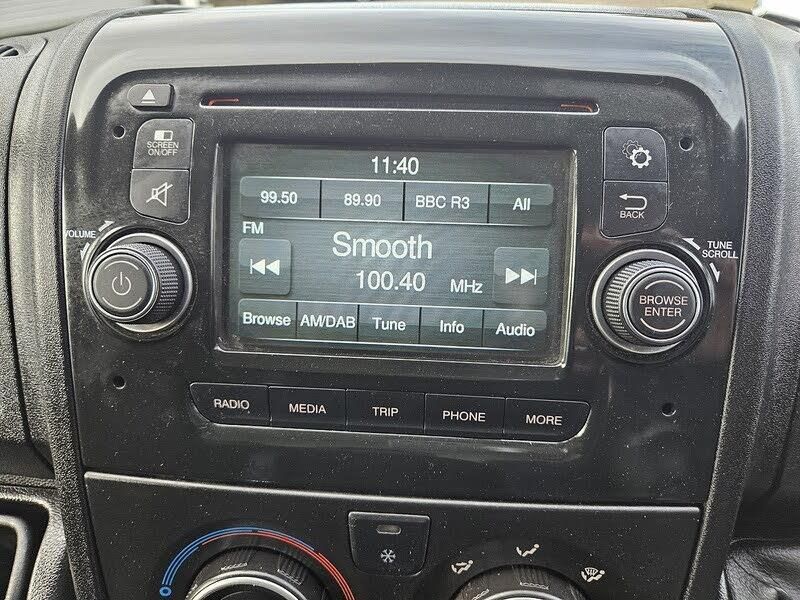 11:40
SCREEN
ON/OFF
99.50 89.90 BBC R3 All
BACK
FM
VOLUME
Smooth
TUNE
SCROLL
100.40 MHz
BROWSE
ENTER
Browse AM/DAB Tune Info Audio
RADIO MEDIA TRIP PHONE MORE